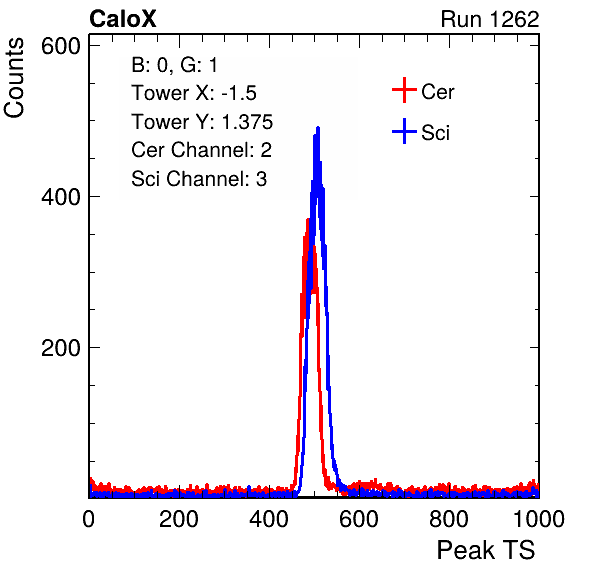 CaloX Run 1262
Counts
600
400
200
B: 0, G: 1
Tower X: -1.5
Tower Y: 1.375
Cer Channel: 2
Sci Channel: 3
Cer
Sci
0 200 400 600 800 1000
Peak TS